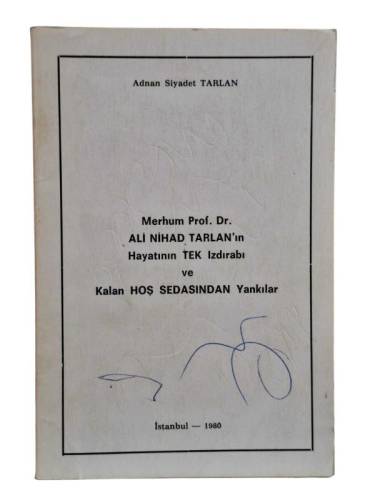 Adnan Siyadet TARLAN
Merhum Prof. Dr.
ALİ NİHAD TARLAN'ın
Hayatının TEK Izdırabı
ve
Kalan HOŞ SEDASINDAN Yankılar
İstanbul — 1980